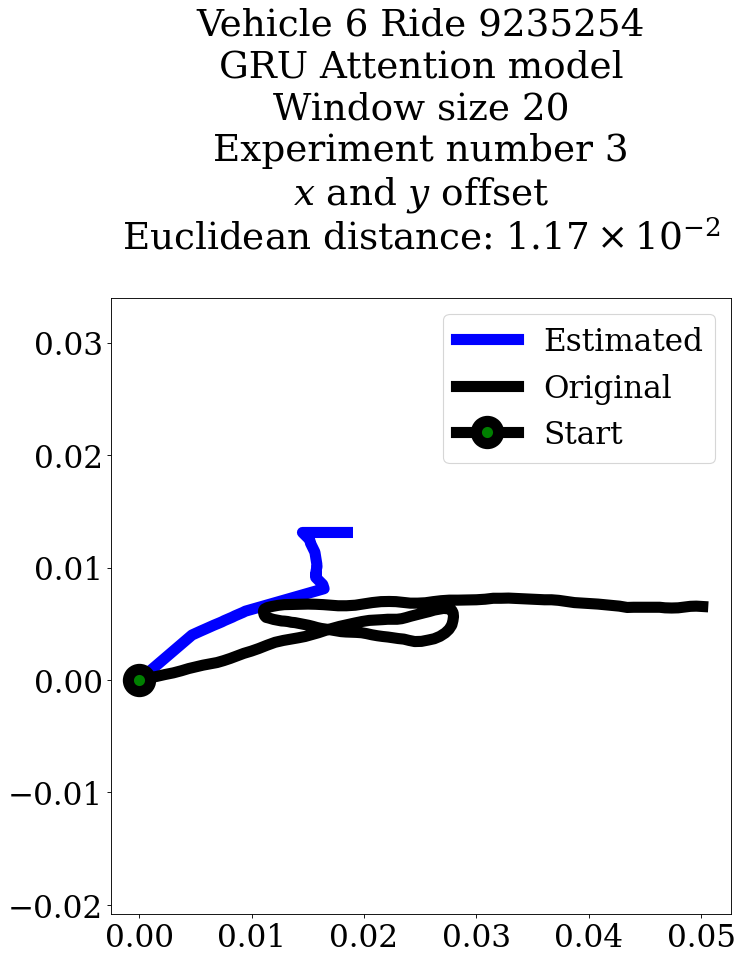 Vehicle 6 Ride 9235254
GRU Attention model
Window size 20
Experiment number 3
x and y offset
Euclidean distance: 1.17 × 10⁻²
Estimated
Original
Start
0.03
0.02
0.01
0.00
−0.01
−0.02
0.00 0.01 0.02 0.03 0.04 0.05